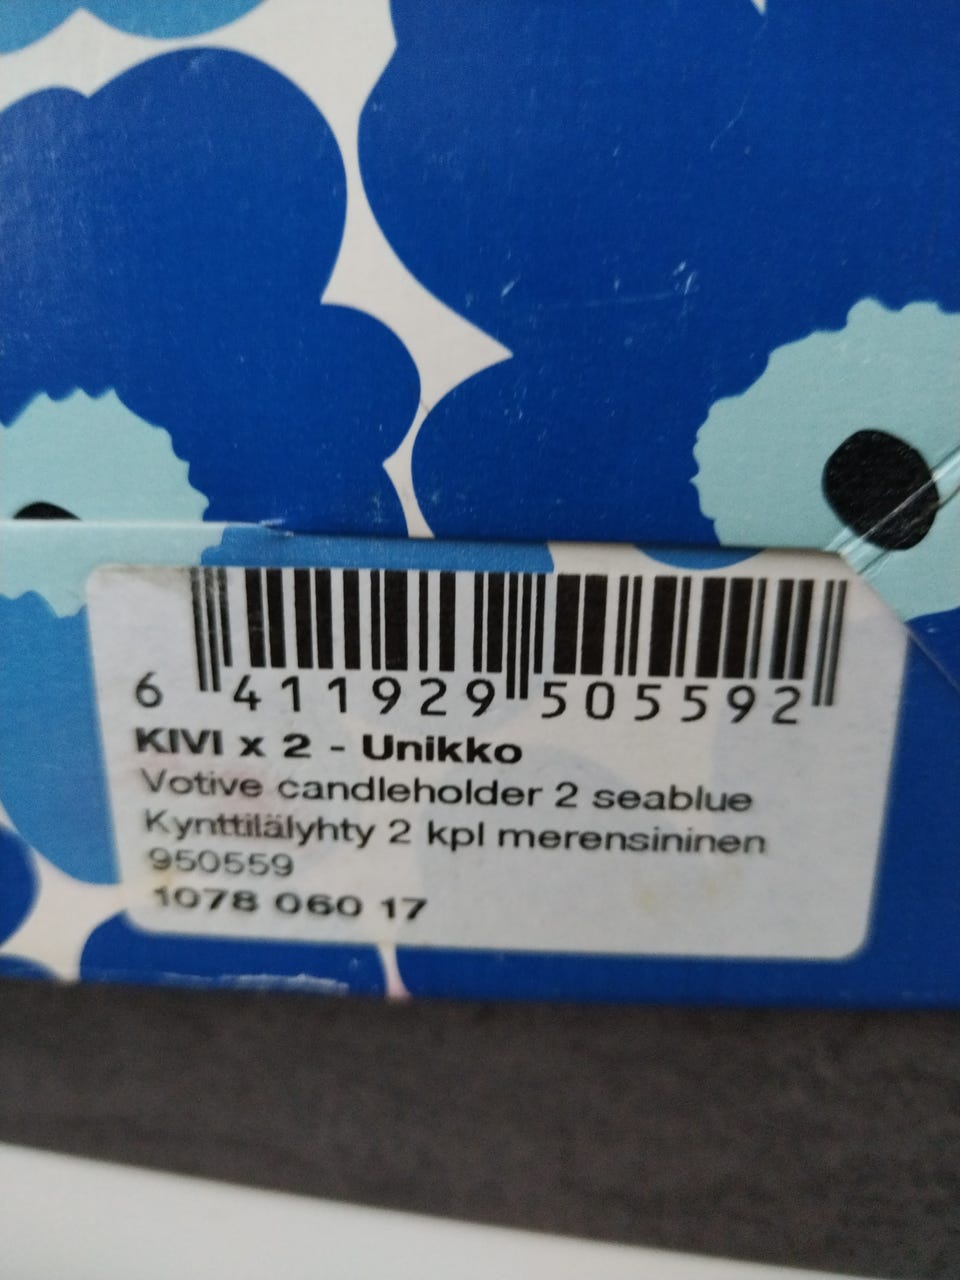 6 411929 505592
KIVI x 2 - Unikko
Votive candleholder 2 seablue
Kynttilälyhty 2 kpl merensininen
950559
1078 060 17